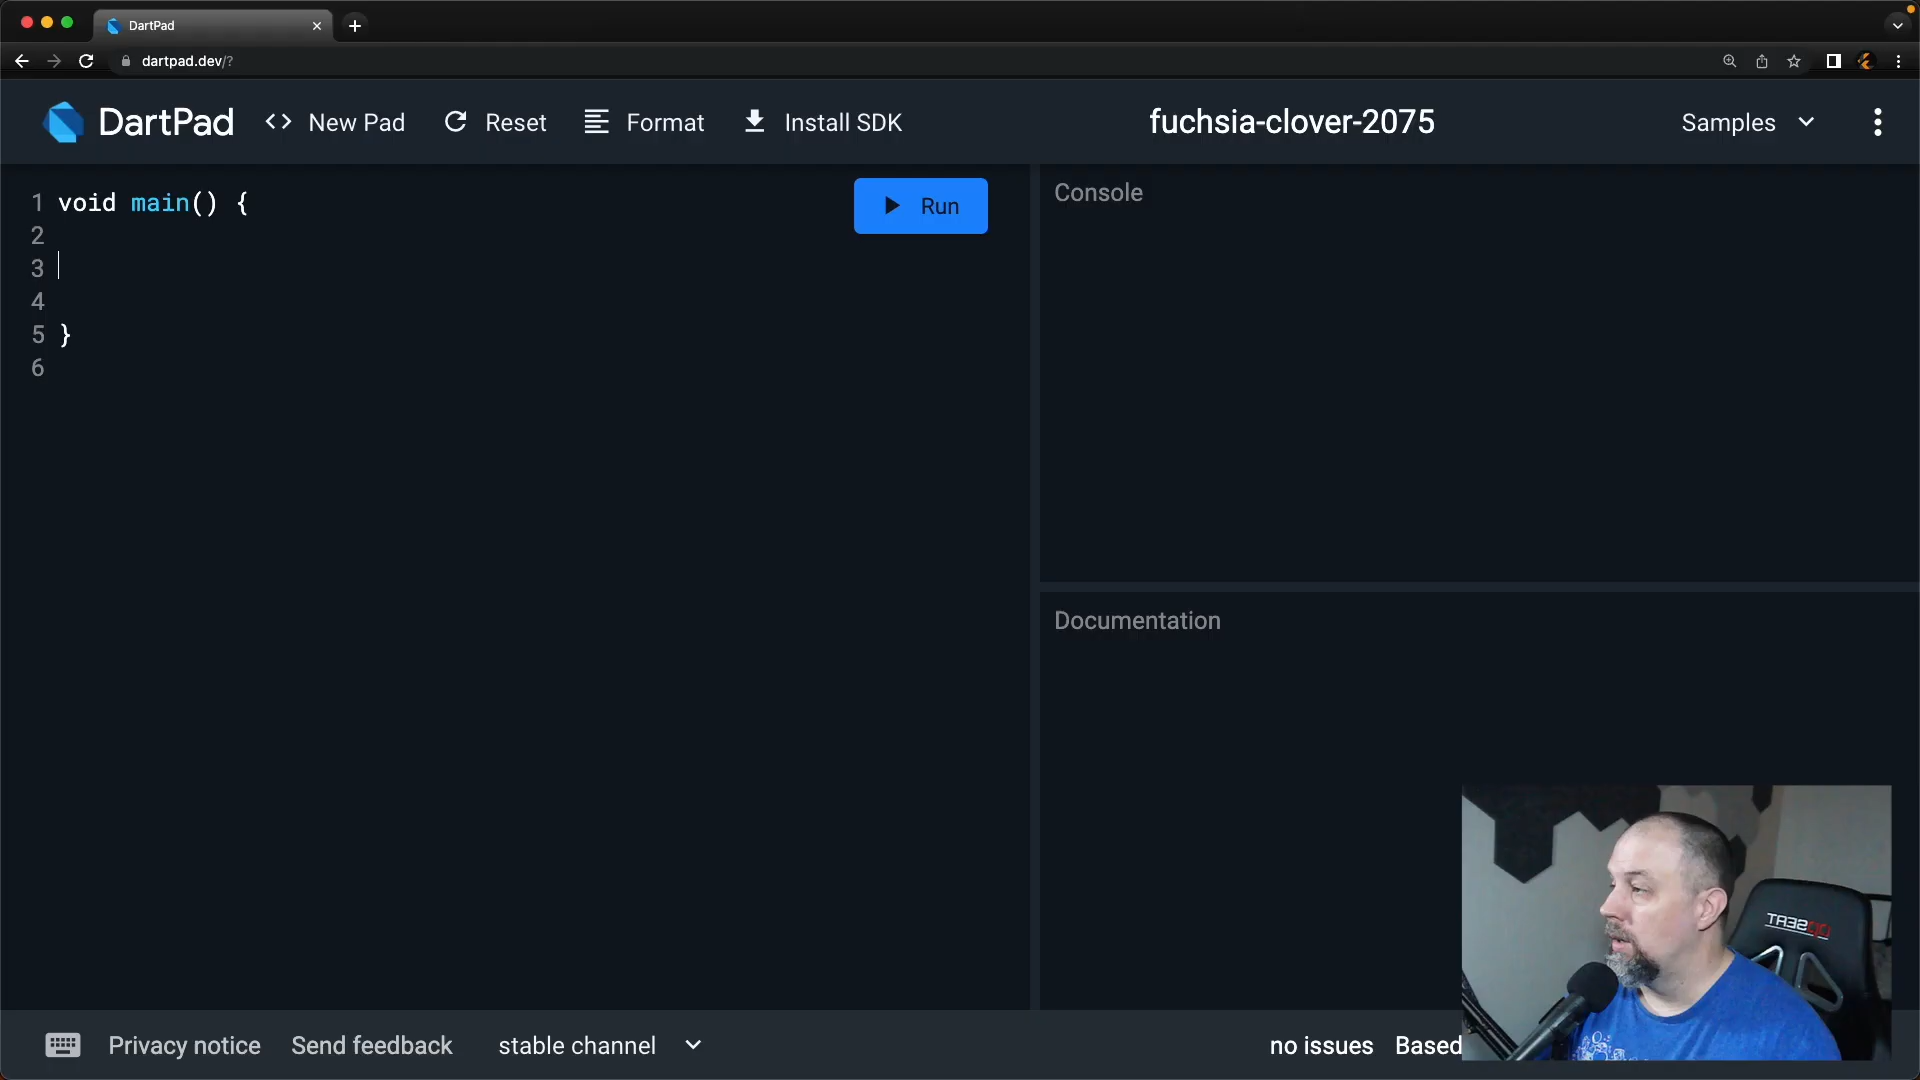 DartPad
dartpad.dev/?
DartPad
New Pad
Reset
Format
Install SDK
fuchsia-clover-2075
Samples
1 void main() {
2
3
4
5 }
6
Run
Console
Documentation
Privacy notice
Send feedback
stable channel
no issues
Based